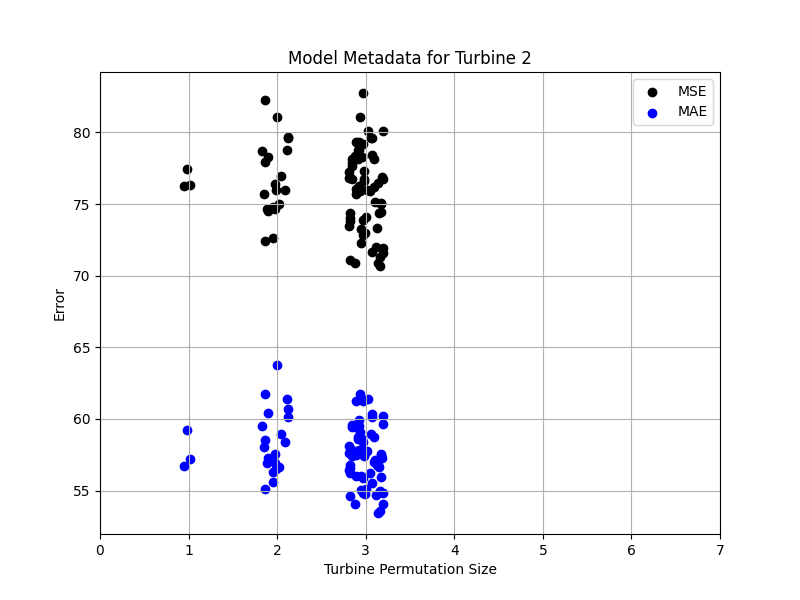 Model Metadata for Turbine 2
MSE
MAE
Error
80
75
70
65
60
55
0 1 2 3 4 5 6 7
Turbine Permutation Size